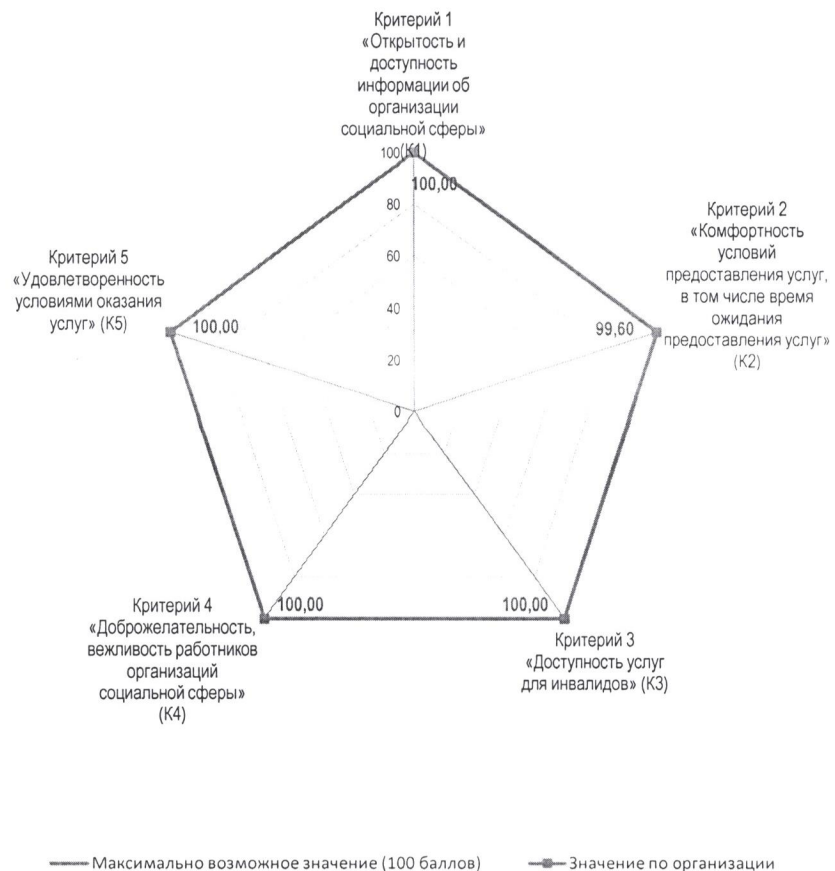 Критерий 1
«Открытость и
доступность
информации об
организации
социальной сферы»
(К1)
100
100,00
80
60
40
20
0
Критерий 2
«Комфортность
условий
предоставления услуг,
в том числе время
ожидания
предоставления услуг»
(К2)
99,60
Критерий 5
«Удовлетворенность
условиями оказания
услуг» (К5)
100,00
Критерий 4
«Доброжелательность,
вежливость работников
организаций
социальной сферы»
(К4)
100,00
100,00
Критерий 3
«Доступность услуг
для инвалидов» (К3)
Максимально возможное значение (100 баллов)
Значение по организации